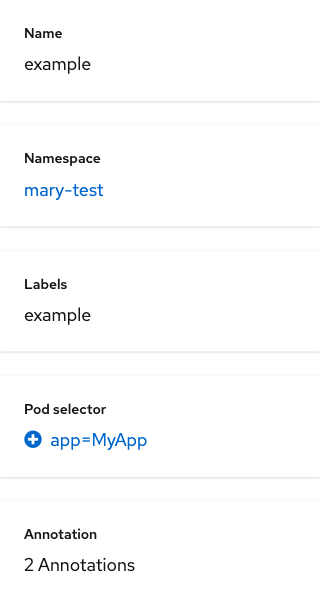 Name
example
Namespace
mary-test
Labels
example
Pod selector
app=MyApp
Annotation
2 Annotations